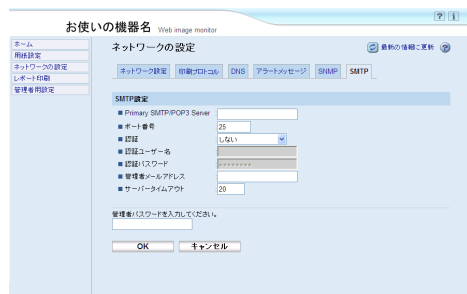 ? i
お使いの機器名 Web image monitor
ホーム
用紙設定
ネットワークの設定
レポート印刷
管理者用設定
ネットワークの設定
最新の情報に更新 ?
ネットワーク設定 印刷プロトコル DNS アラートメッセージ SNMP SMTP
SMTP設定
Primary SMTP/POP3 Server
ポート番号 25
認証 しない
認証ユーザー名
認証パスワード ********
管理者メールアドレス
サーバータイムアウト 20
管理者パスワードを入力してください。
OK キャンセル